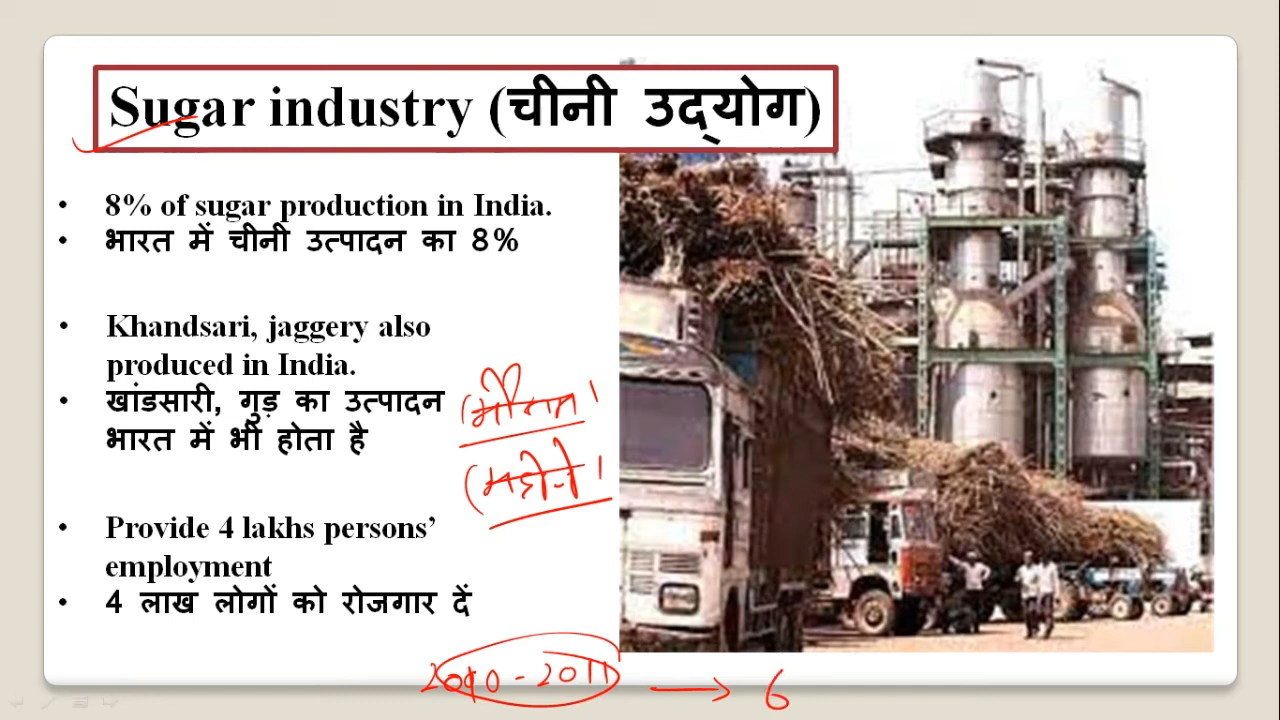 Sugar industry (चीनी उद्योग)
• 8% of sugar production in India.
• भारत में चीनी उत्पादन का 8%
• Khandsari, jaggery also
produced in India.
• खांडसारी, गुड़ का उत्पादन
भारत में भी होता है
• Provide 4 lakhs persons’
employment
• 4 लाख लोगों को रोजगार दें
2010-2011 → 6